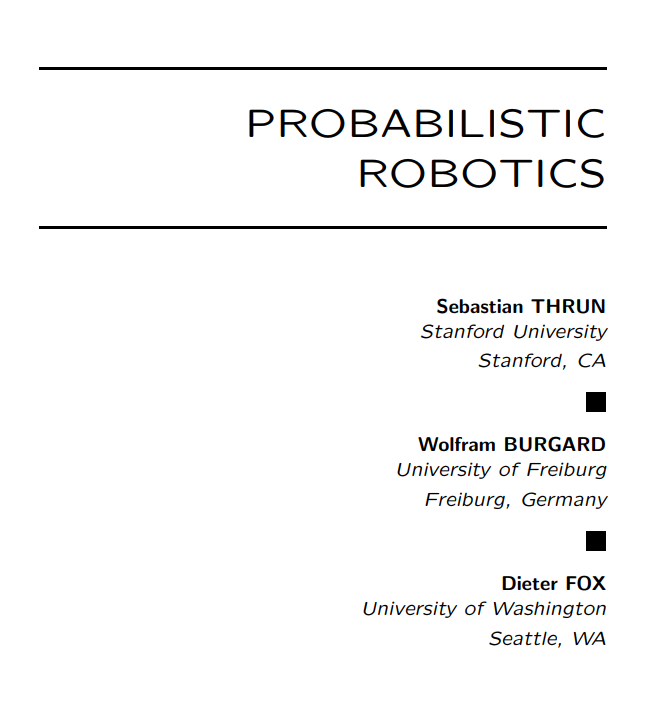 PROBABILISTIC
ROBOTICS
Sebastian THRUN
Stanford University
Stanford, CA
Wolfram BURGARD
University of Freiburg
Freiburg, Germany
Dieter FOX
University of Washington
Seattle, WA